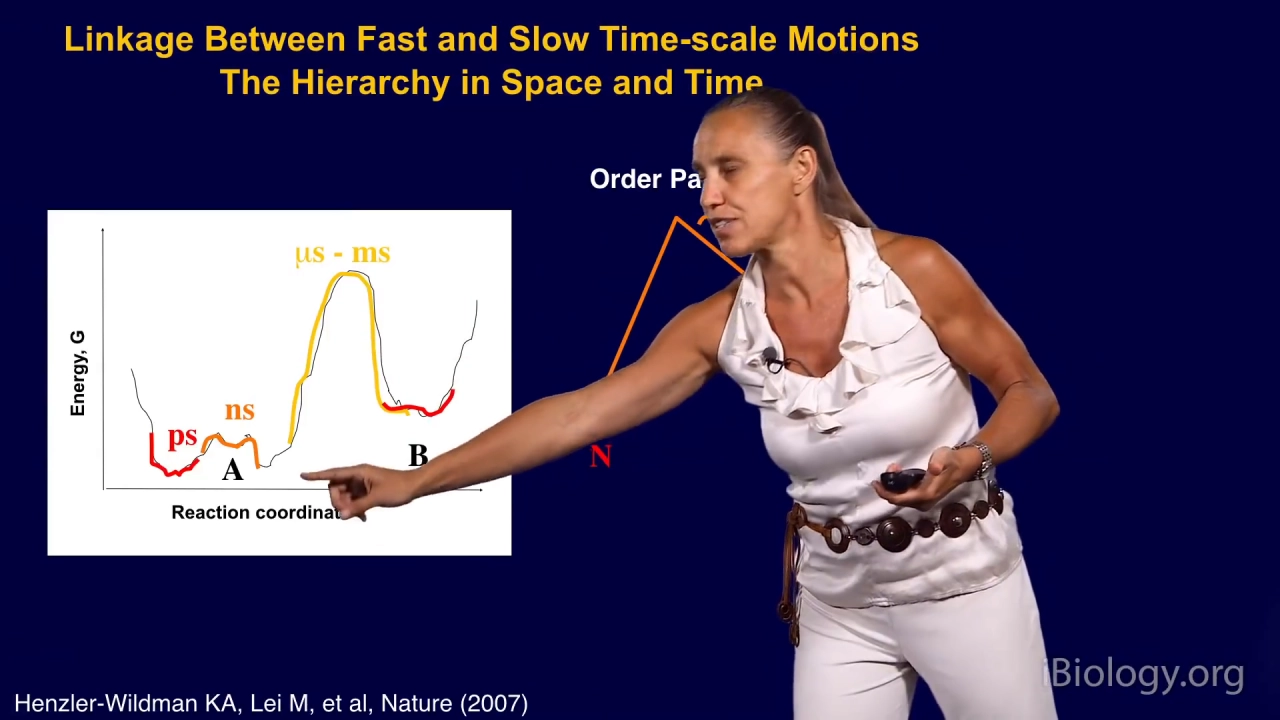 Linkage Between Fast and Slow Time-scale Motions
The Hierarchy in Space and Time
Order Pa
μs - ms
Energy, G
ns
ps
A
B
N
Reaction coordinat
iBiology.org
Henzler-Wildman KA, Lei M, et al, Nature (2007)